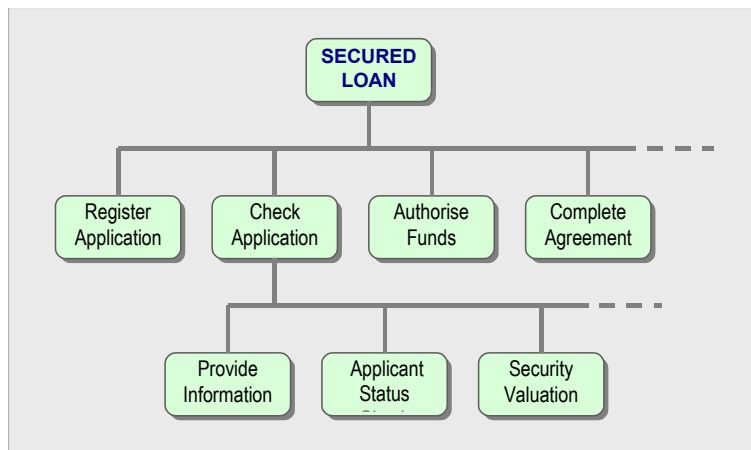 SECURED
LOAN
Register
Application
Check
Application
Authorise
Funds
Complete
Agreement
Provide
Information
Applicant
Status
Security
Valuation